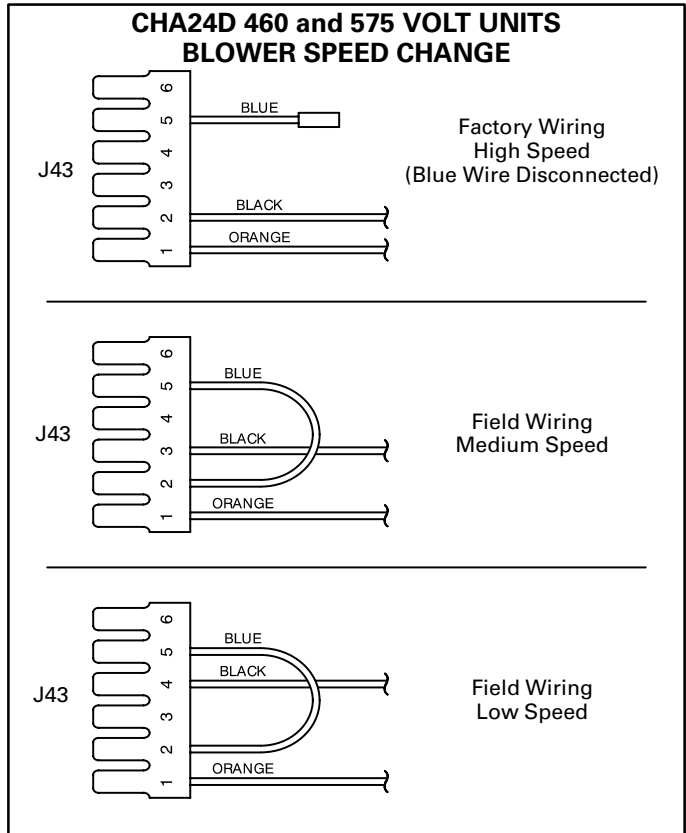 CHA24D 460 and 575 VOLT UNITS
BLOWER SPEED CHANGE
J43
6
5
4
3
2
1
BLUE
BLACK
ORANGE
Factory Wiring
High Speed
(Blue Wire Disconnected)
J43
6
5
4
3
2
1
BLUE
BLACK
ORANGE
Field Wiring
Medium Speed
J43
6
5
4
3
2
1
BLUE
BLACK
ORANGE
Field Wiring
Low Speed